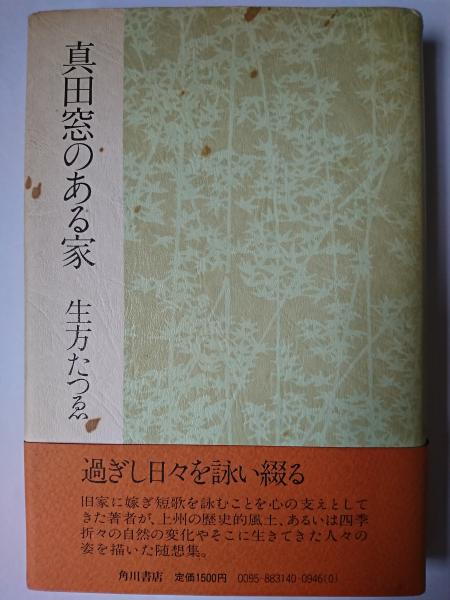 真田窓のある家
生方たつゑ
過ぎし日々を詠い綴る
旧家に嫁ぎ短歌を詠むことを心の支えとして
きた著者が、上州の歴史的風土、あるいは四季
折々の自然の変化やそこに生きてきた人々の
姿を描いた随想集。
角川書店 定価1500円 0095-883140-0946(0)